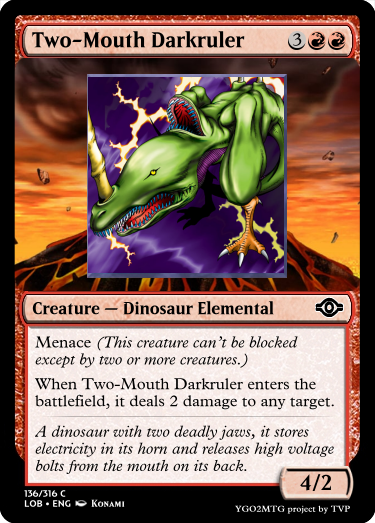 Two-Mouth Darkruler 3
Creature — Dinosaur Elemental
Menace (This creature can't be blocked
except by two or more creatures.)
When Two-Mouth Darkruler enters the
battlefield, it deals 2 damage to any target.
A dinosaur with two deadly jaws, it stores
electricity in its horn and releases high voltage
bolts from the mouth on its back.
4/2
136/316 C
LOB • ENG Konami
YGO2MTG project by TVP